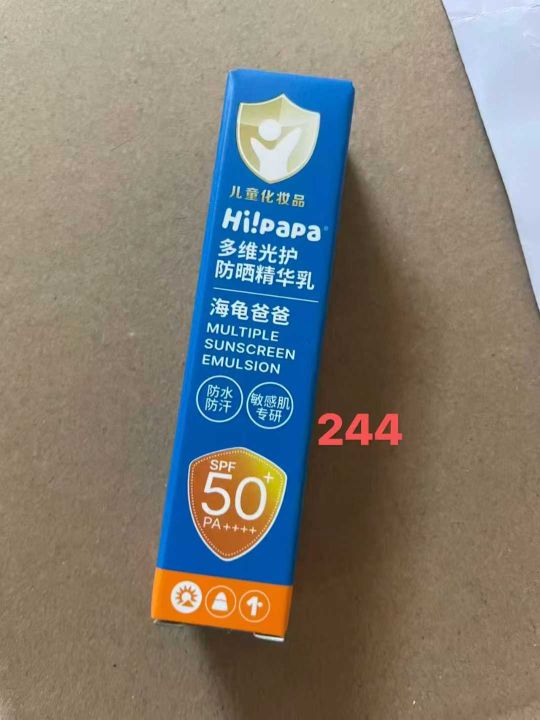 儿童化妆品
Hi!papa®
多维光护
防晒精华乳
海龟爸爸
MULTIPLE
SUNSCREEN
EMULSION
防水
防汗
敏感肌
专研
244
SPF
50+
PA++++